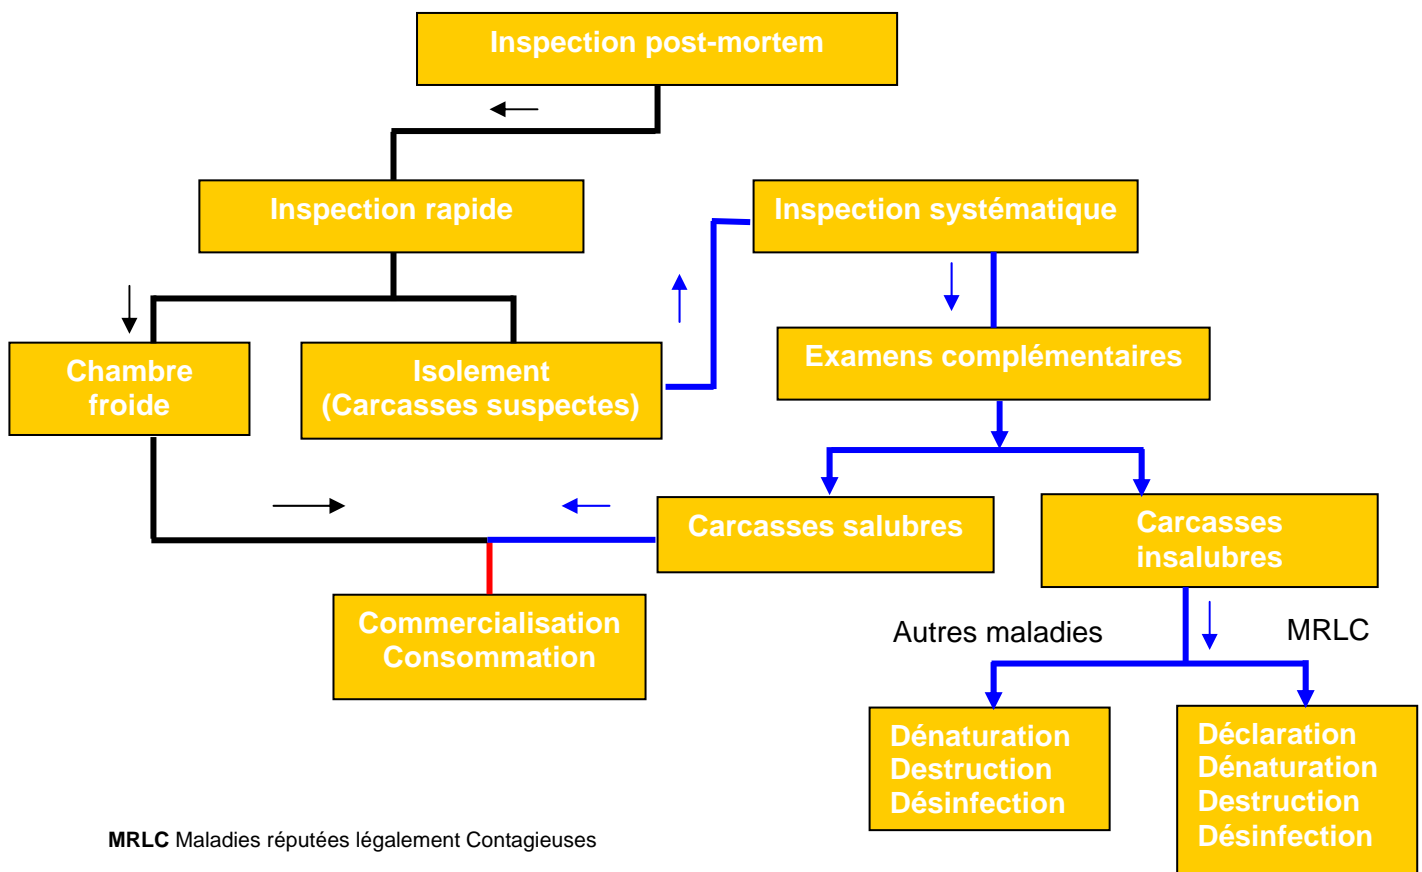 Inspection post-mortem
Inspection rapide
Inspection systématique
Chambre
froide
Isolement
(Carcasses suspectes)
Examens complémentaires
Carcasses salubres
Carcasses
insalubres
Commercialisation
Consommation
Autres maladies
MRLC
Dénaturation
Destruction
Désinfection
Déclaration
Dénaturation
Destruction
Désinfection
MRLC Maladies réputées légalement Contagieuses